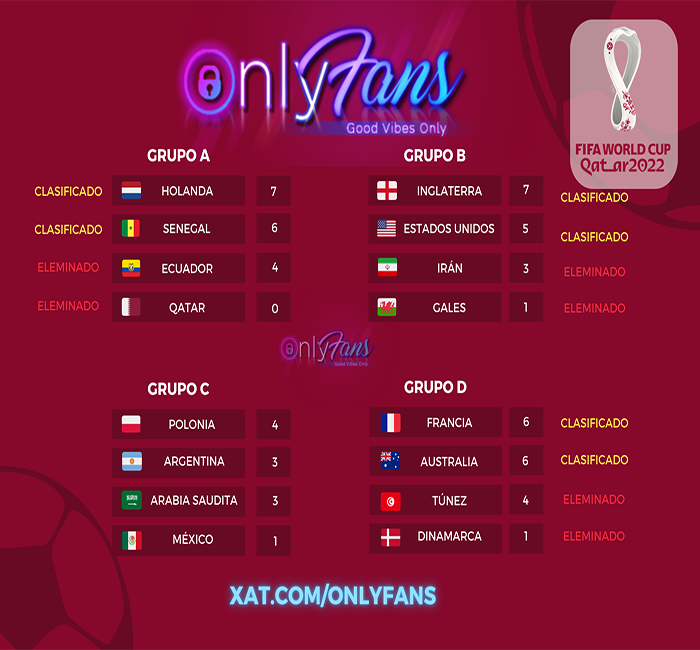 OnlyFans
Good Vibes Only
FIFA WORLD CUP
Qatar2022
GRUPO A
CLASIFICADO HOLANDA 7
CLASIFICADO SENEGAL 6
ELEMINADO ECUADOR 4
ELEMINADO QATAR 0
GRUPO B
INGLATERRA 7 CLASIFICADO
ESTADOS UNIDOS 5 CLASIFICADO
IRÁN 3 ELEMINADO
GALES 1 ELEMINADO
OnlyFans
Good Vibes Only
GRUPO C
POLONIA 4
ARGENTINA 3
ARABIA SAUDITA 3
MÉXICO 1
GRUPO D
FRANCIA 6 CLASIFICADO
AUSTRALIA 6 CLASIFICADO
TÚNEZ 4 ELEMINADO
DINAMARCA 1 ELEMINADO
XAT.COM/ONLYFANS